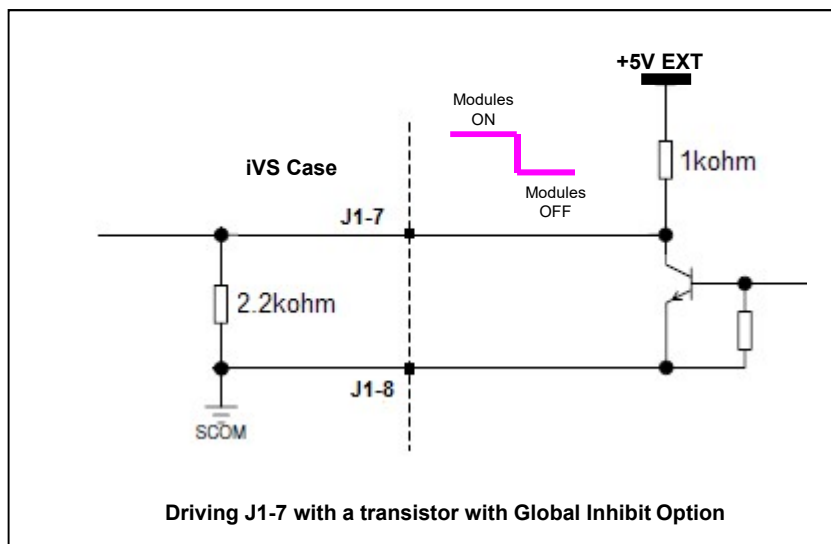 +5V EXT
Modules
ON
iVS Case
1kohm
Modules
OFF
J1-7
2.2kohm
J1-8
SCOM
Driving J1-7 with a transistor with Global Inhibit Option